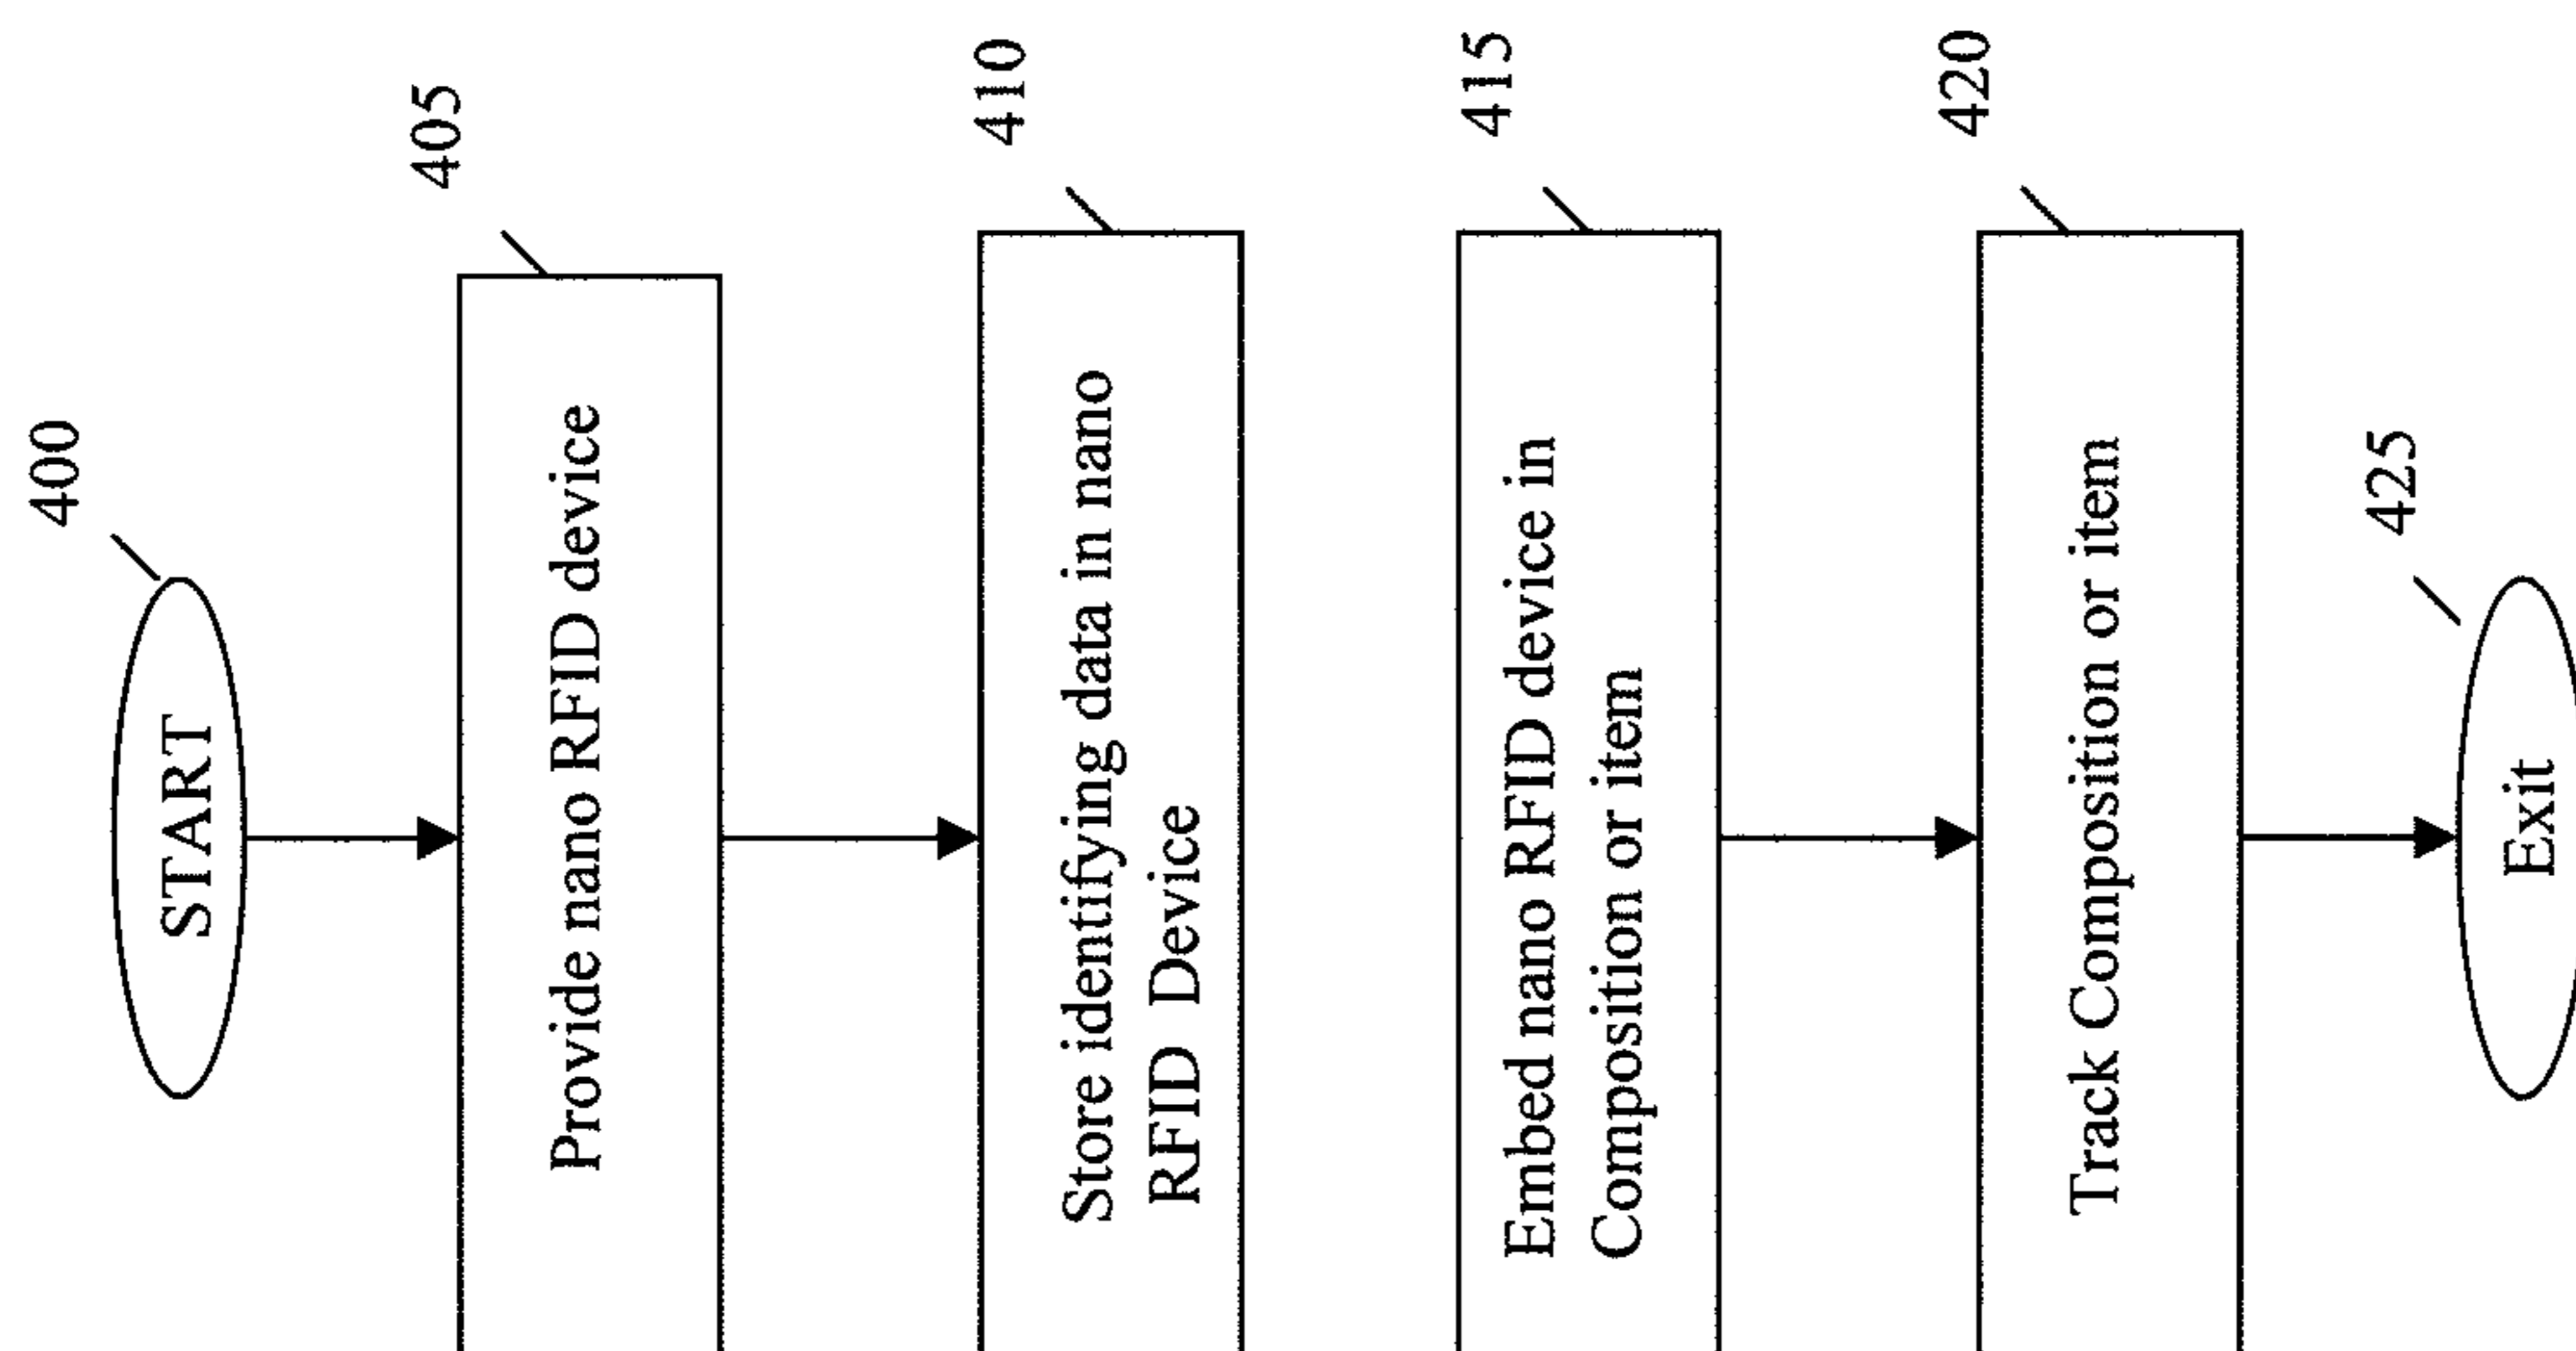 400
START
405
Provide nano RFID device
410
Store identifying data in nano
RFID Device
415
Embed nano RFID device in
Composition or item
420
Track Composition or item
425
Exit